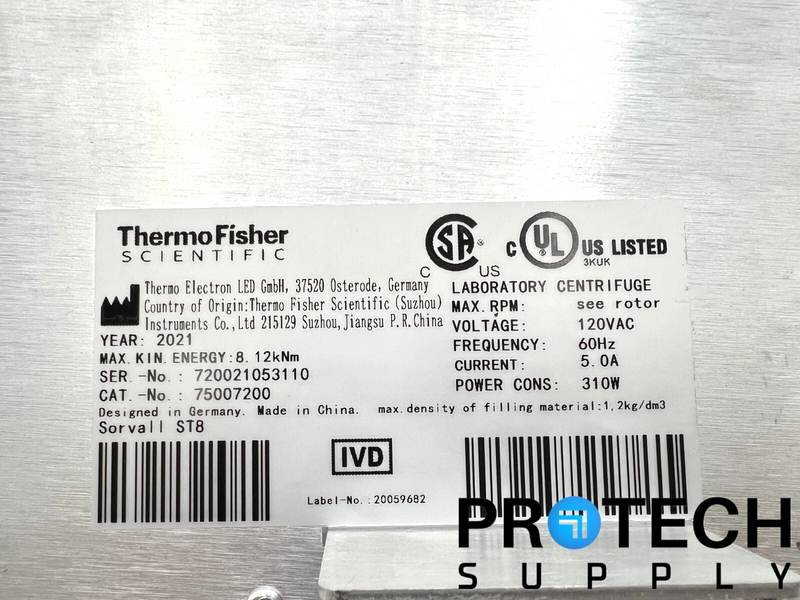 ThermoFisher
SCIENTIFIC
Thermo Electron LED GmbH, 37520 Osterode, Germany
Country of Origin:Thermo Fisher Scientific (Suzhou)
Instruments Co.,Ltd 215129 Suzhou,Jiangsu P.R.China
YEAR: 2021
MAX.KIN.ENERGY:8.12kNm
SER.-No.: 720021053110
CAT.-No.: 75007200
Designed in Germany. Made in China. max.density of filling material:1,2kg/dm3
Sorvall ST8
SA ®
C US
C UL US LISTED
3KUK
LABORATORY CENTRIFUGE
MAX.RPM: see rotor
VOLTAGE: 120VAC
FREQUENCY: 60Hz
CURRENT: 5.0A
POWER CONS: 310W
IVD
Label-No.:20059682
PROTECH
SUPPLY